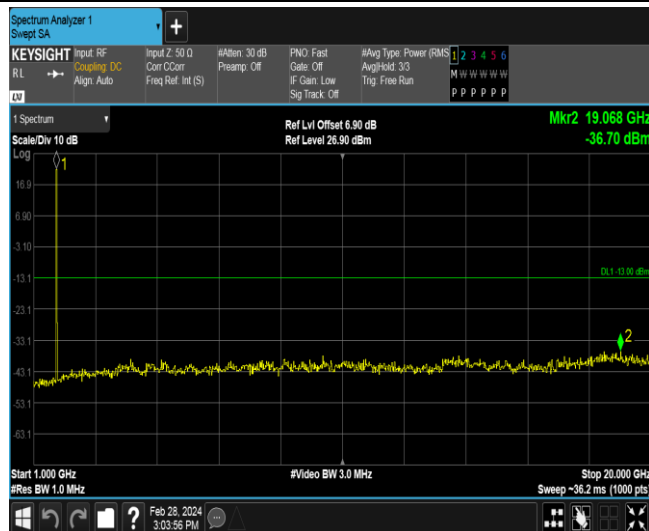 Spectrum Analyzer 1
Swept SA
+
KEYSIGHT
RL
Input: RF
Coupling: DC
Align: Auto
Input Z: 50 Ω
Corr CCorr
Freq Ref: Int (S)
#Atten: 30 dB
Preamp: Off
PNO: Fast
Gate: Off
IF Gain: Low
Sig Track: Off
#Avg Type: Power (RMS
Avg|Hold: 3/3
Trig: Free Run
1 2 3 4 5 6
M W W W W W
P P P P P P
1 Spectrum
Scale/Div 10 dB
Ref Lvl Offset 6.90 dB
Ref Level 26.90 dBm
Mkr2 19.068 GHz
-36.70 dBm
Log
1
16.9
6.90
-3.10
-13.1
DL1 -13.00 dBm
-23.1
-33.1
2
-43.1
-53.1
-63.1
Start 1.000 GHz
#Res BW 1.0 MHz
#Video BW 3.0 MHz
Stop 20.000 GHz
Sweep ~36.2 ms (1000 pts)
?
Feb 28, 2024
3:03:56 PM